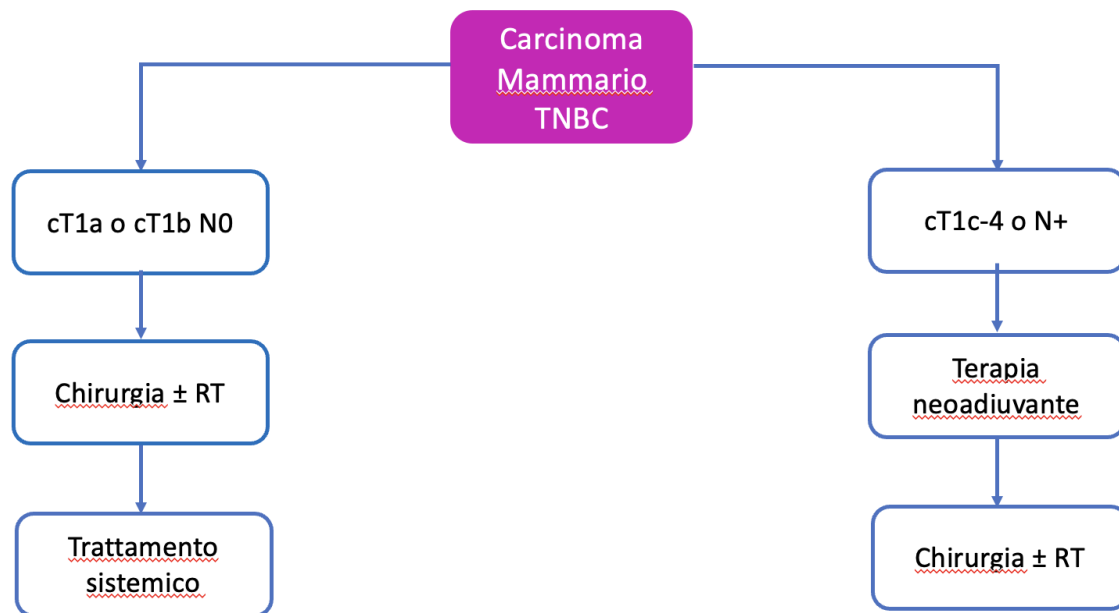 Carcinoma
Mammario
TNBC
cT1a o cT1b N0
cT1c-4 o N+
Chirurgia ± RT
Terapia
neoadiuvante
Trattamento
sistemico
Chirurgia ± RT